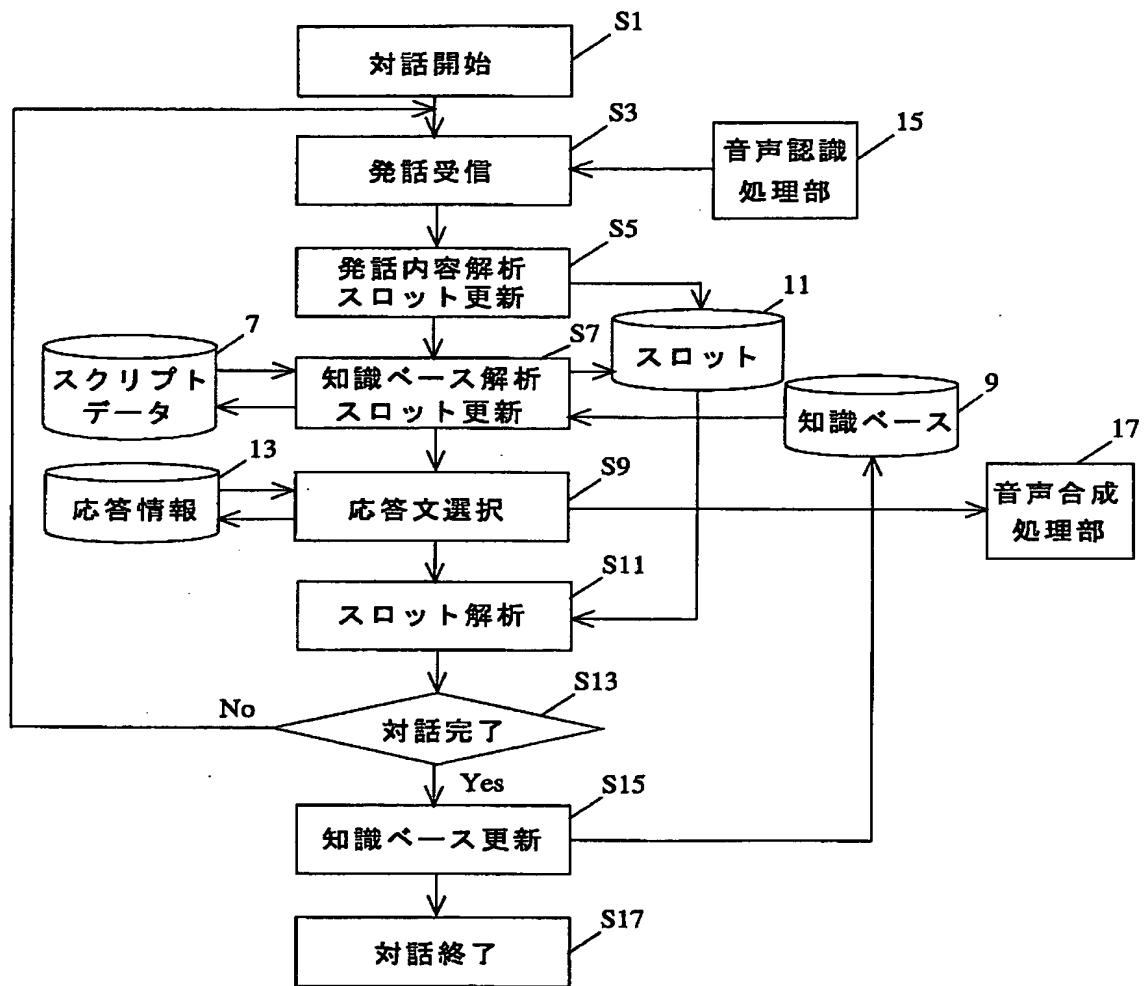 S1
対話開始
S3
発話受信
15
音声認識
処理部
S5
発話内容解析
スロット更新
11
スロット
7
スクリプト
データ
S7
知識ベース解析
スロット更新
9
知識ベース
13
応答情報
S9
応答文選択
17
音声合成
処理部
S11
スロット解析
S13
No
対話完了
Yes
S15
知識ベース更新
S17
対話終了